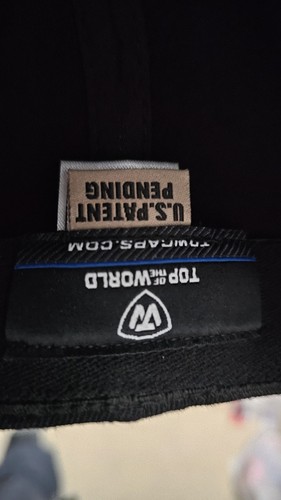 TOP OF THE WORLD
TOWCAPS.COM
U.S. PATENT
PENDING